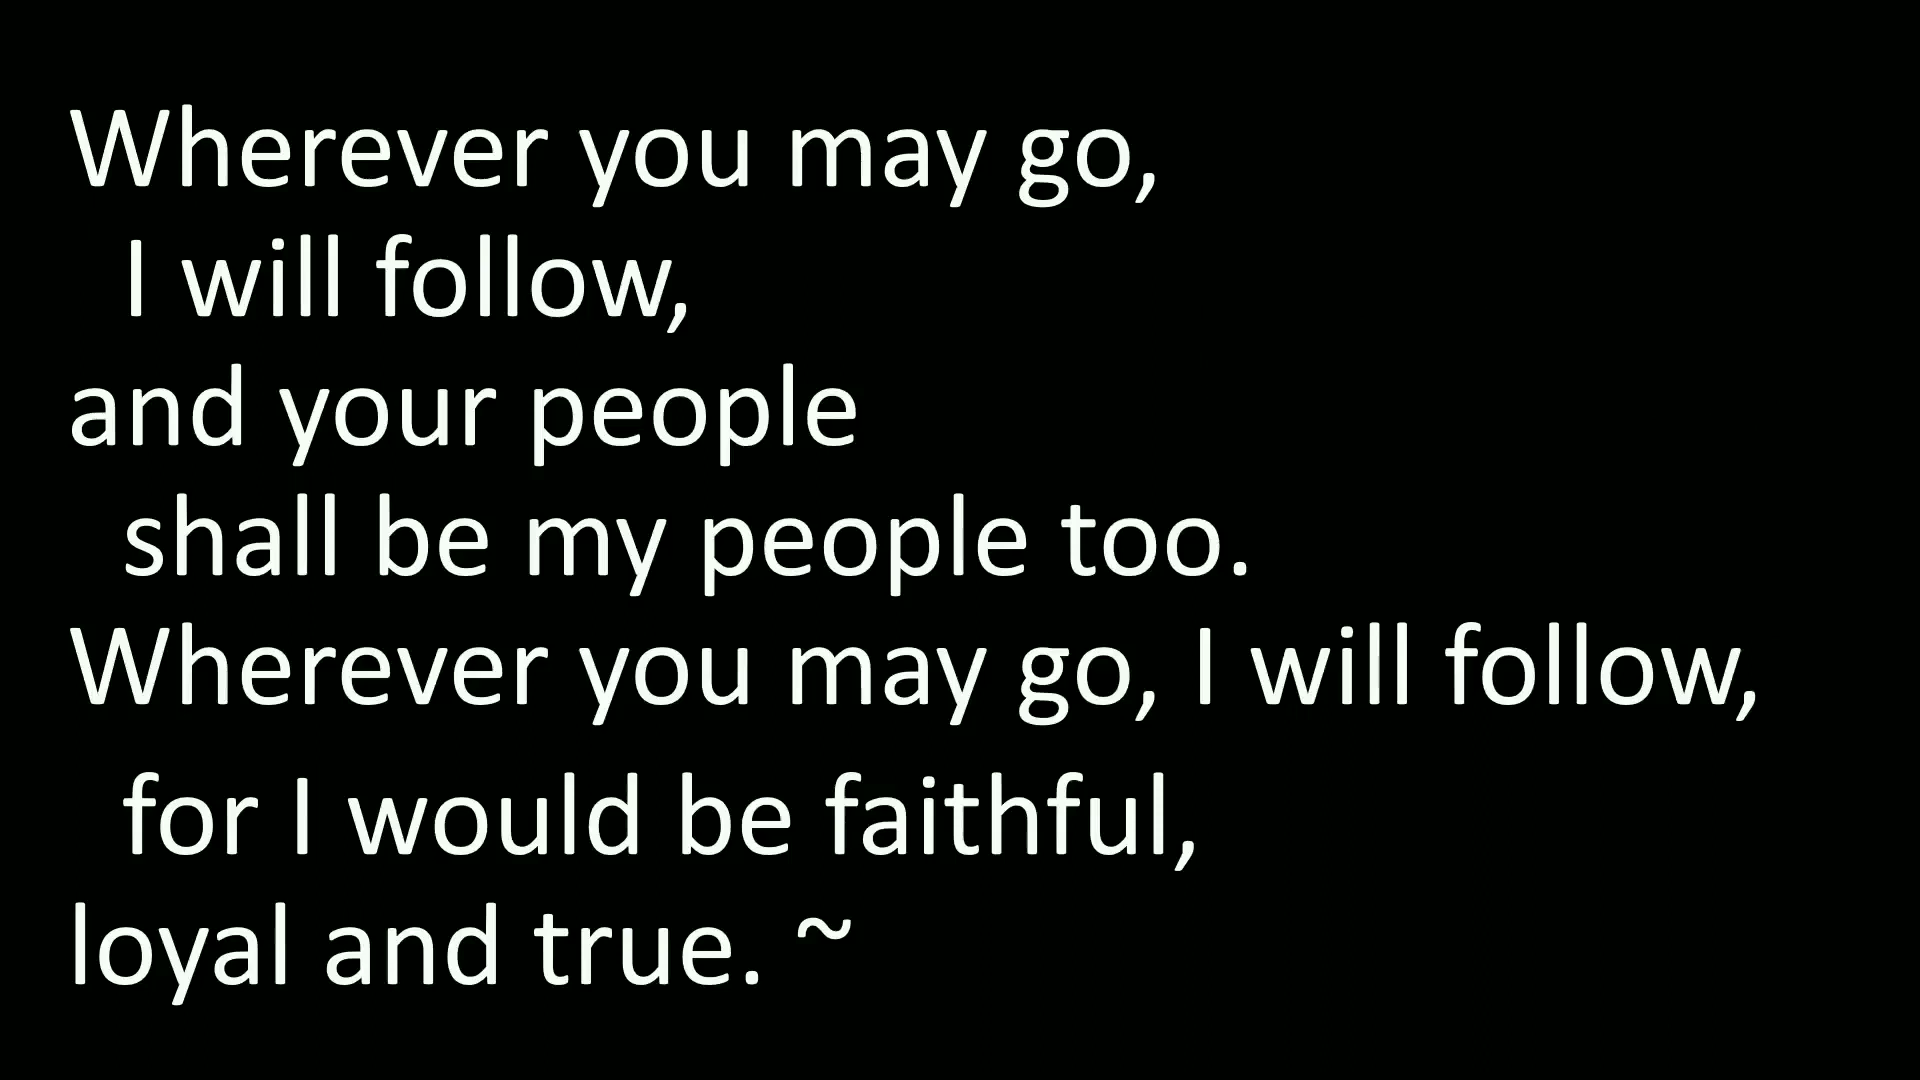 Wherever you may go,
I will follow,
and your people
shall be my people too.
Wherever you may go, I will follow,
for I would be faithful,
loyal and true. ~